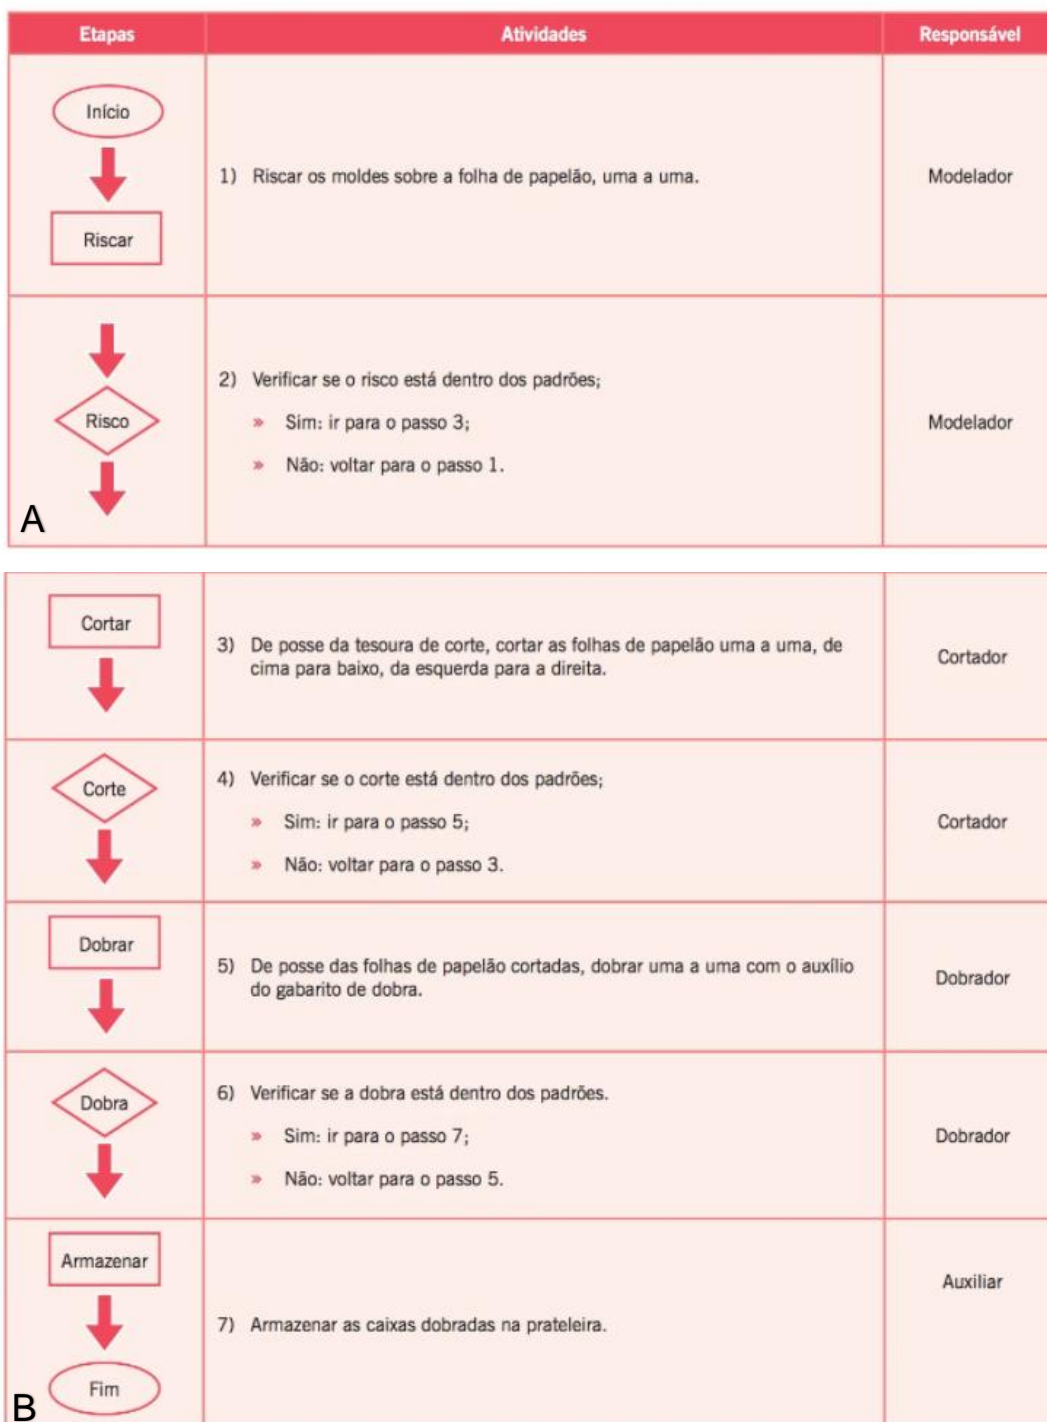 Etapas Atividades Responsável
Início
1) Riscar os moldes sobre a folha de papelão, uma a uma.
Modelador
Riscar
2) Verificar se o risco está dentro dos padrões;
Risco
» Sim: ir para o passo 3;
Modelador
» Não: voltar para o passo 1.
A
Cortar
3) De posse da tesoura de corte, cortar as folhas de papelão uma a uma, de
cima para baixo, da esquerda para a direita.
Cortador
Corte
4) Verificar se o corte está dentro dos padrões;
» Sim: ir para o passo 5;
Cortador
» Não: voltar para o passo 3.
Dobrar
5) De posse das folhas de papelão cortadas, dobrar uma a uma com o auxílio
do gabarito de dobra.
Dobrador
Dobra
6) Verificar se a dobra está dentro dos padrões.
» Sim: ir para o passo 7;
Dobrador
» Não: voltar para o passo 5.
Armazenar
Auxiliar
7) Armazenar as caixas dobradas na prateleira.
Fim
B